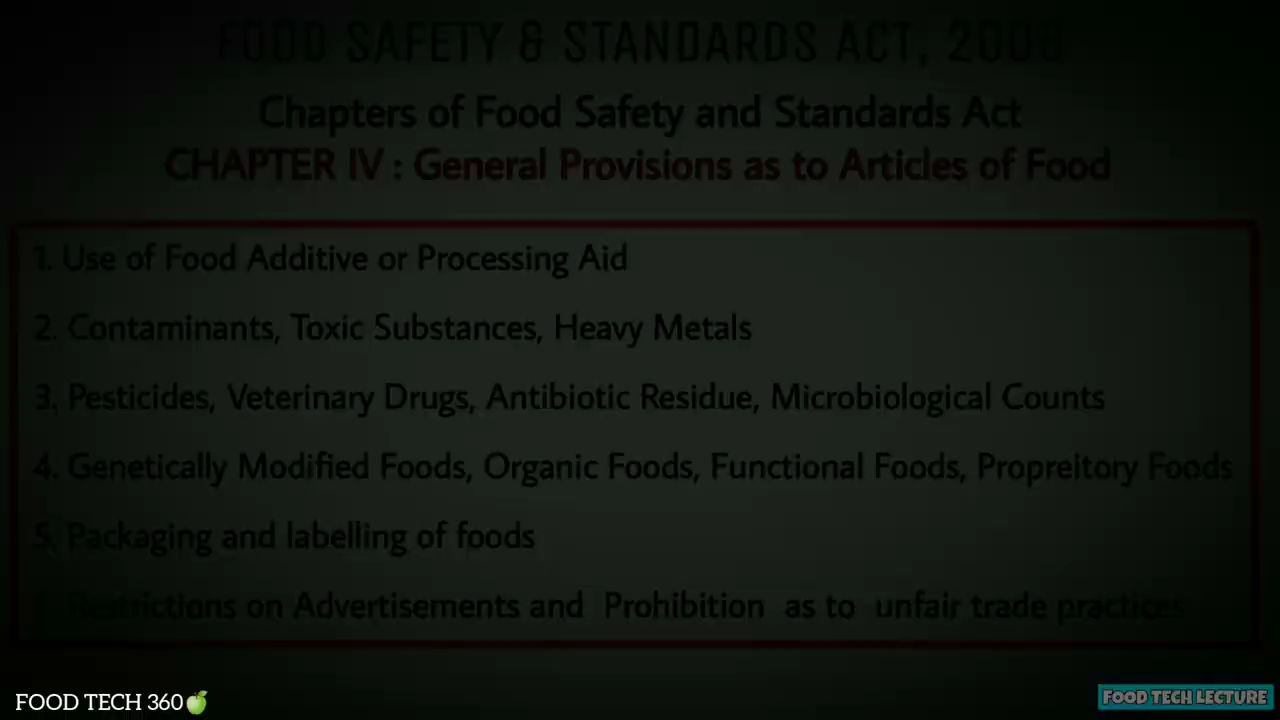 FOOD SAFETY & STANDARDS ACT, 2006
Chapters of Food Safety and Standards Act
CHAPTER IV : General Provisions as to Articles of Food
1. Use of Food Additive or Processing Aid
2. Contaminants, Toxic Substances, Heavy Metals
3. Pesticides, Veterinary Drugs, Antibiotic Residue, Microbiological Counts
4. Genetically Modified Foods, Organic Foods, Functional Foods, Propreitory Foods
5. Packaging and labelling of foods
Restrictions on Advertisements and Prohibition as to unfair trade practices
FOOD TECH 360🍏
FOOD TECH LECTURE